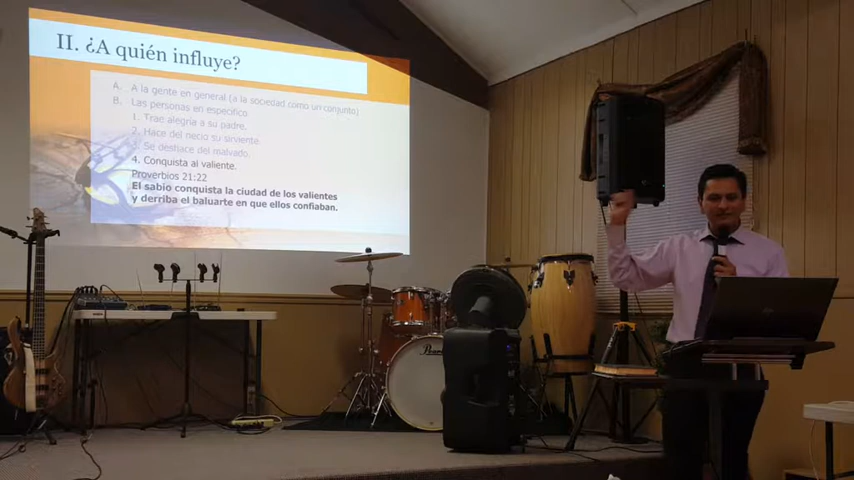 II. ¿A quién influye?
A. A la gente en general (a la sociedad como un conjunto)
B. Las personas en específico
1. Trae alegría a su padre.
2. Hace del necio su sirviente.
3. Se deshace del malvado.
4. Conquista al valiente.
Proverbios 21:22
El sabio conquista la ciudad de los valientes
y derriba el baluarte en que ellos confiaban.